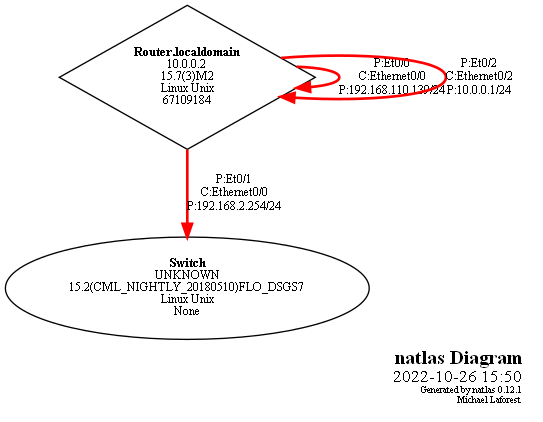 Router.localdomain
10.0.0.2
15.7(3)M2
Linux Unix
67109184
P:Et0/0
C:Ethernet0/0
P:192.168.110.139/24
P:Et0/2
C:Ethernet0/2
P:10.0.0.1/24
P:Et0/1
C:Ethernet0/0
P:192.168.2.254/24
Switch
UNKNOWN
15.2(CML_NIGHTLY_20180510)FLO_DSGS7
Linux Unix
None
natlas Diagram
2022-10-26 15:50
Generated by natlas 0.12.1
Michael Laforest